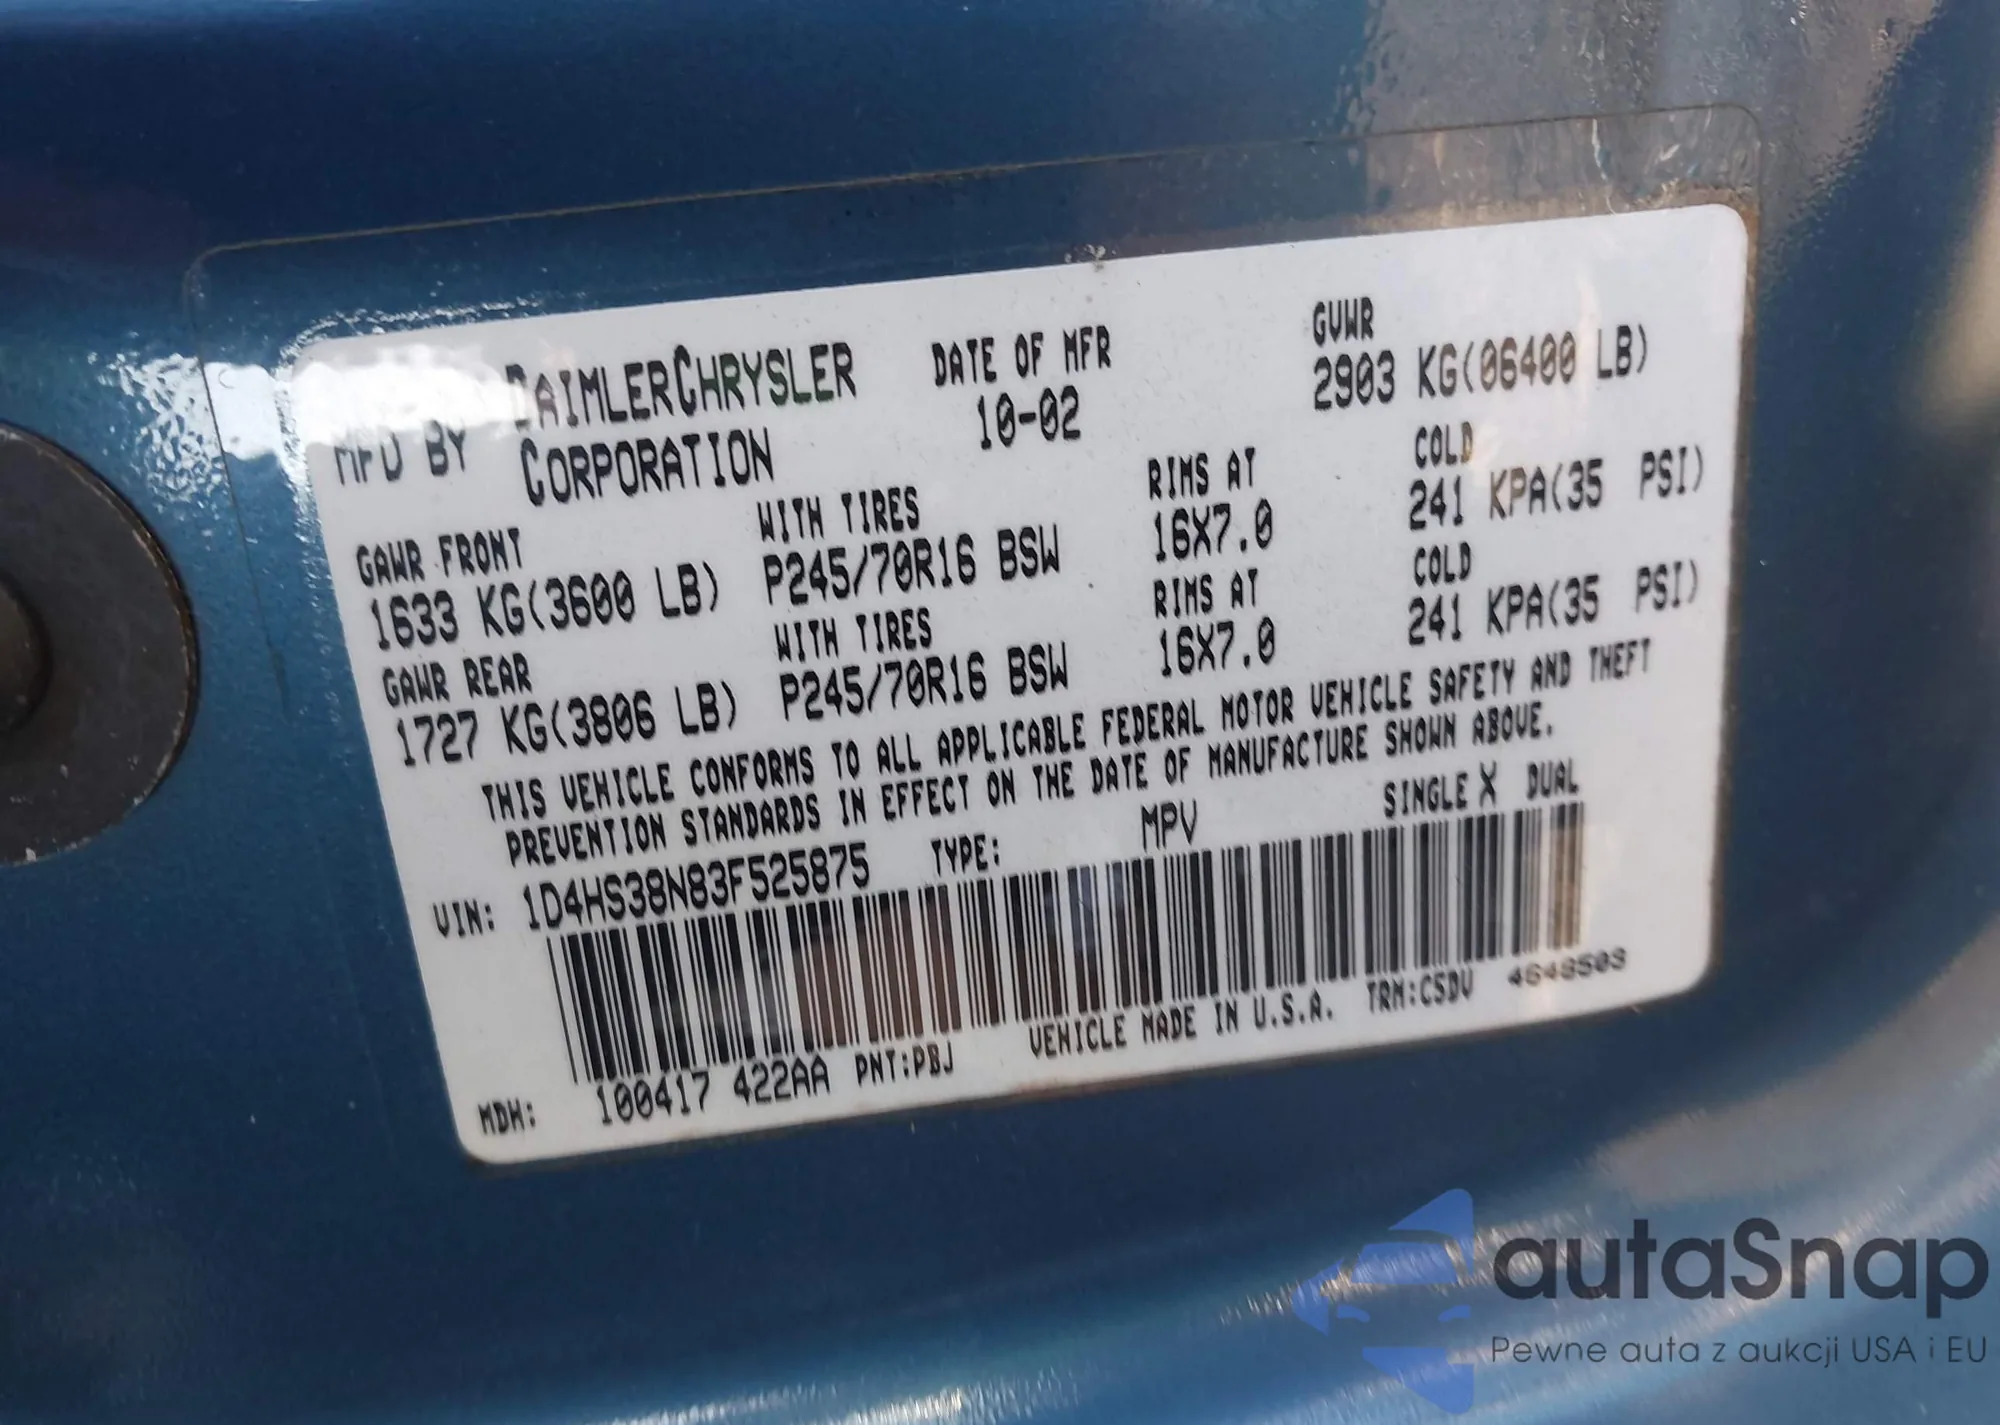 MFD BY DAIMLERCHRYSLER CORPORATION
DATE OF MFR
10-02
GVWR
2903 KG(06400 LB)
GAWR FRONT WITH TIRES RIMS AT COLD
1633 KG(3600 LB) P245/70R16 BSW 16X7.0 241 KPA(35 PSI)
GAWR REAR WITH TIRES RIMS AT COLD
1727 KG(3806 LB) P245/70R16 BSW 16X7.0 241 KPA(35 PSI)
THIS VEHICLE CONFORMS TO ALL APPLICABLE FEDERAL MOTOR VEHICLE SAFETY AND THEFT
PREVENTION STANDARDS IN EFFECT ON THE DATE OF MANUFACTURE SHOWN ABOVE.
VIN: 1D4HS38N83F525875 TYPE: MPV SINGLE X DUAL
MDH: 100417 422AA PNT:PBJ VEHICLE MADE IN U.S.A. TRM:C5DV 4648503
autaSnap
Pewne auta z aukcji USA i EU